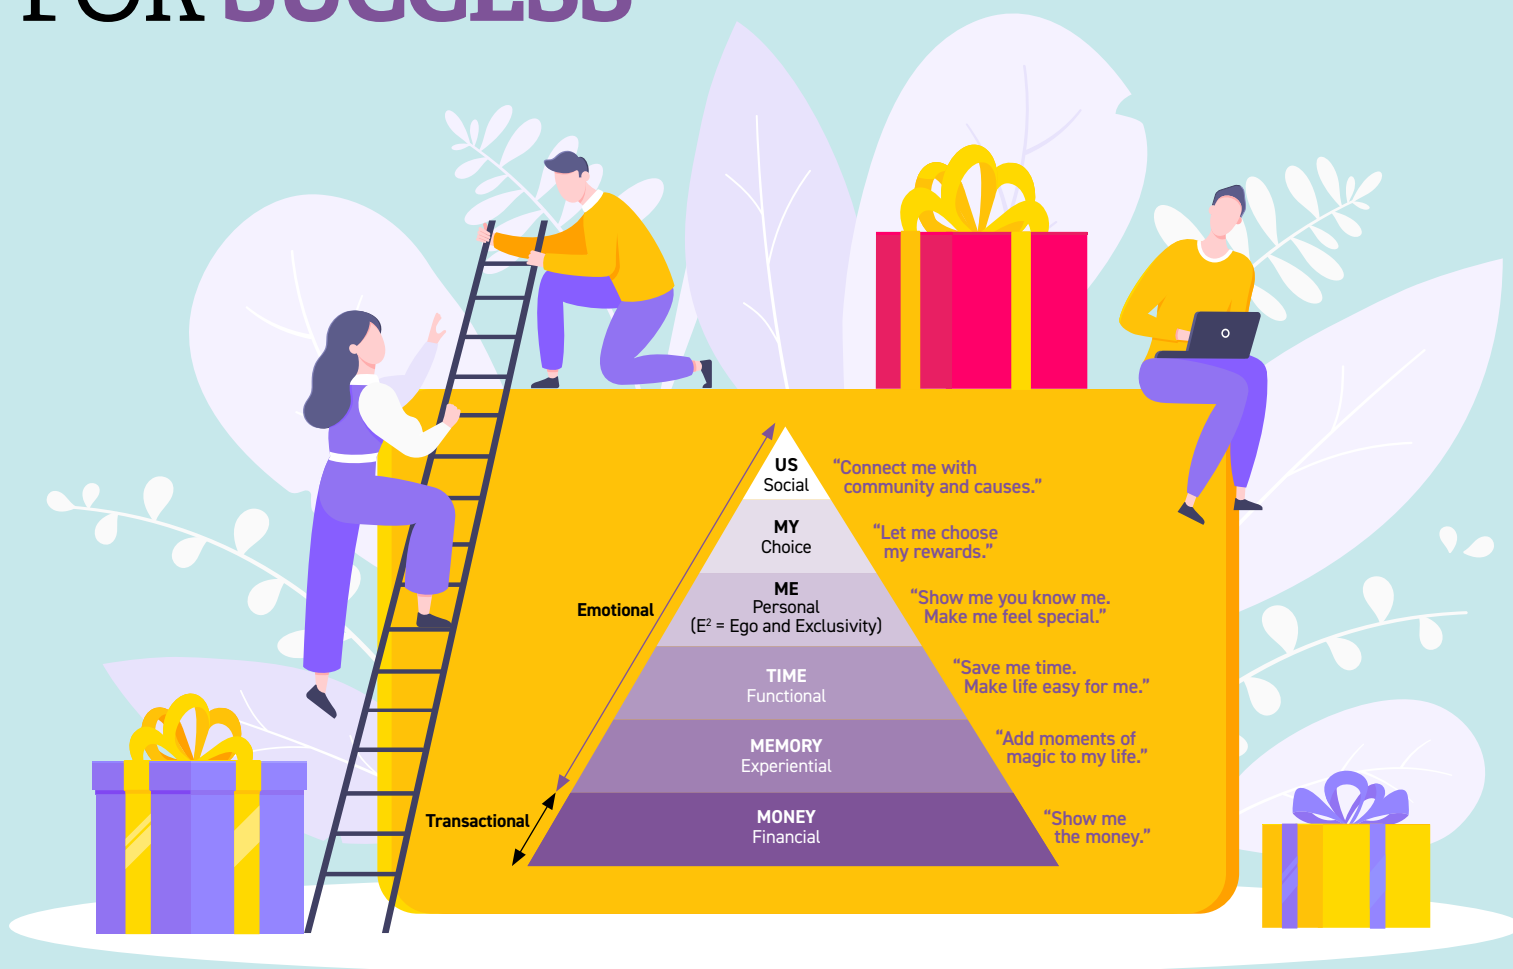 FOR SUCCESS
US
Social
“Connect me with
community and causes.”
MY
Choice
“Let me choose
my rewards.”
ME
Personal
(E² = Ego and Exclusivity)
“Show me you know me.
Make me feel special.”
Emotional
TIME
Functional
“Save me time.
Make life easy for me.”
MEMORY
Experiential
“Add moments of
magic to my life.”
Transactional
MONEY
Financial
“Show me
the money.”